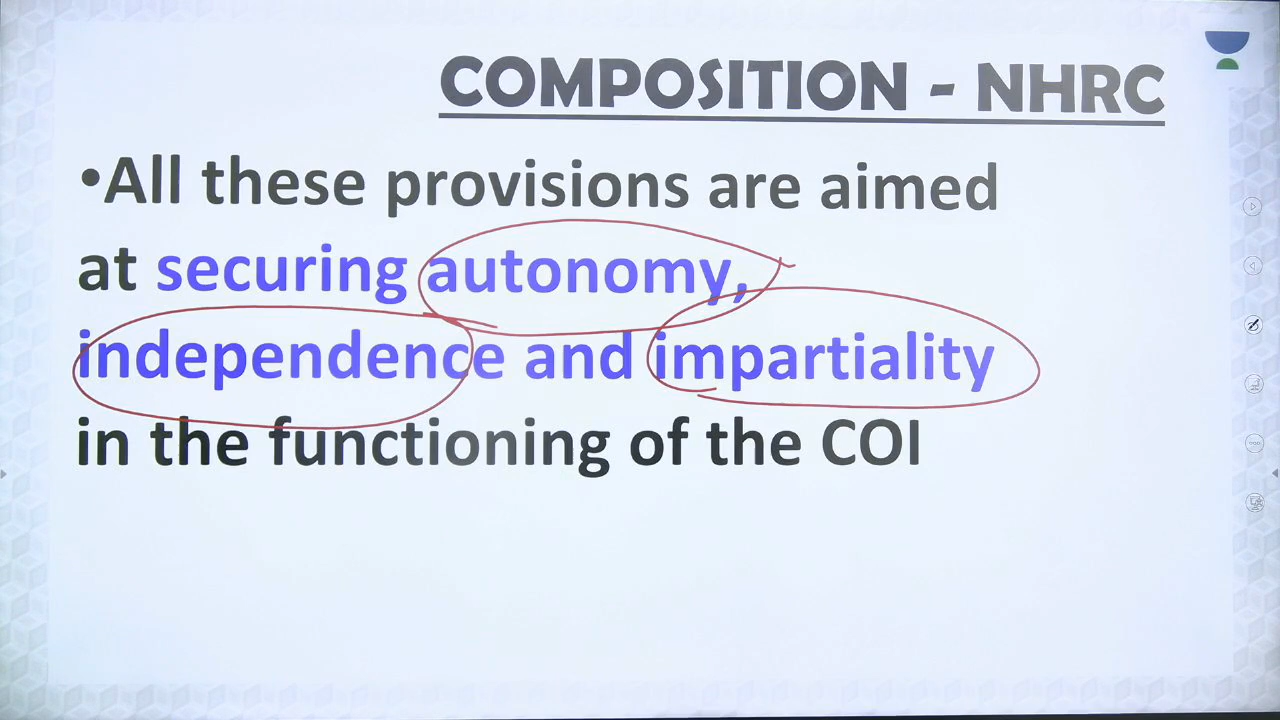 COMPOSITION - NHRC
•All these provisions are aimed
at securing autonomy,
independence and impartiality
in the functioning of the COI